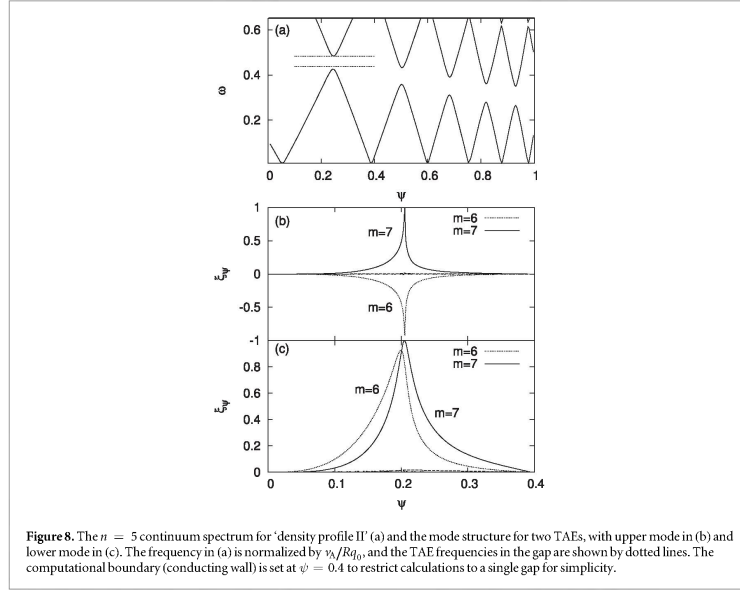 (a)
0.6
0.4
0.2
ω
0 0.2 0.4 0.6 0.8 1
ψ
(b)
1
0.5
0
-0.5
-1
ξψ
m=6
m=7
m=7
m=6
(c)
0.8
0.6
0.4
0.2
0
ξψ
m=6
m=7
m=6
m=7
0 0.1 0.2 0.3 0.4
ψ
Figure 8. The n = 5 continuum spectrum for ‘density profile II’ (a) and the mode structure for two TAEs, with upper mode in (b) and
lower mode in (c). The frequency in (a) is normalized by vA/Rq0, and the TAE frequencies in the gap are shown by dotted lines. The
computational boundary (conducting wall) is set at ψ = 0.4 to restrict calculations to a single gap for simplicity.